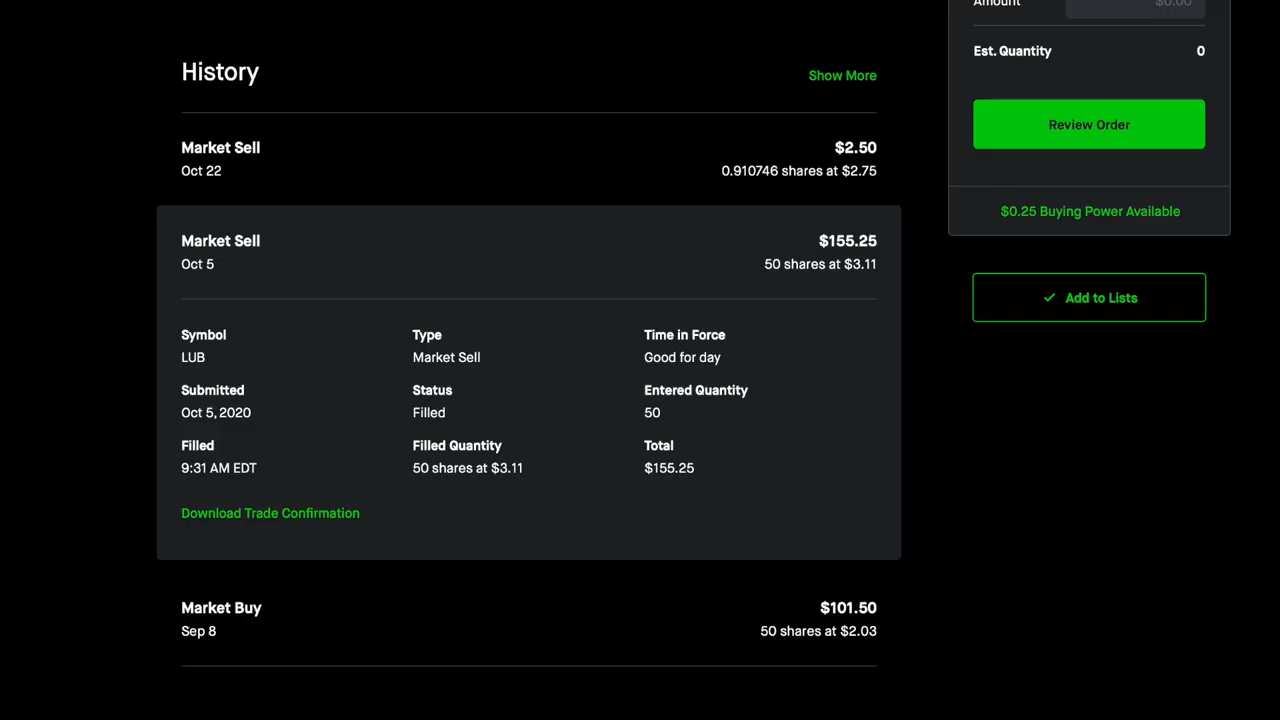 Amount $0.00
Est. Quantity 0
History Show More
Review Order
Market Sell $2.50
Oct 22 0.910746 shares at $2.75
$0.25 Buying Power Available
Market Sell $155.25
Oct 5 50 shares at $3.11
Add to Lists
Symbol Type Time in Force
LUB Market Sell Good for day
Submitted Status Entered Quantity
Oct 5, 2020 Filled 50
Filled Filled Quantity Total
9:31 AM EDT 50 shares at $3.11 $155.25
Download Trade Confirmation
Market Buy $101.50
Sep 8 50 shares at $2.03